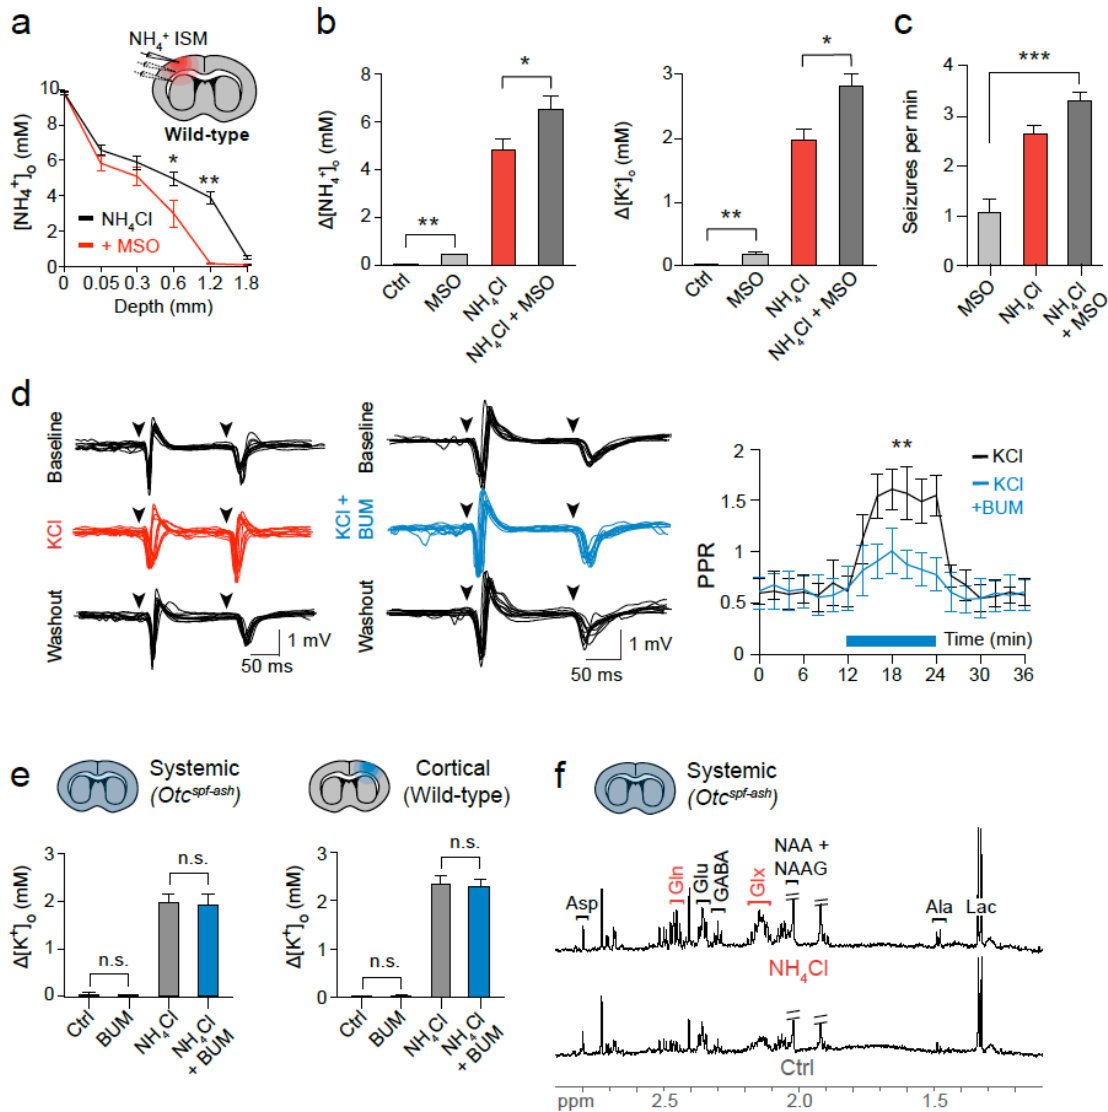 a
NH₄⁺ ISM
Wild-type
[NH₄⁺]ₒ (mM)
10
8
6
4
2
0
NH₄Cl
+ MSO
*
**
0 0.05 0.3 0.6 1.2 1.8
Depth (mm)
b
Δ[NH₄⁺]ₒ (mM)
8
6
4
2
0
**
*
Ctrl
MSO
NH₄Cl
NH₄Cl + MSO
Δ[K⁺]ₒ (mM)
3
2
1
0
**
*
Ctrl
MSO
NH₄Cl
NH₄Cl + MSO
c
Seizures per min
5
4
3
2
1
0
***
MSO
NH₄Cl
NH₄Cl
+ MSO
d
Baseline
KCl
Washout
1 mV
50 ms
Baseline
KCl +
BUM
Washout
1 mV
50 ms
PPR
2
1.5
1
0.5
0
**
KCl
KCl
+BUM
Time (min)
0 6 12 18 24 30 36
e
Systemic
(Otc^spf-ash)
Δ[K⁺]ₒ (mM)
3
2
1
0
n.s.
n.s.
Ctrl
BUM
NH₄Cl
NH₄Cl
+ BUM
Cortical
(Wild-type)
Δ[K⁺]ₒ (mM)
3
2
1
0
n.s.
n.s.
Ctrl
BUM
NH₄Cl
NH₄Cl
+ BUM
f
Systemic
(Otc^spf-ash)
Asp
Gln
Glu
GABA
Glx
NAA +
NAAG
Ala
Lac
NH₄Cl
Ctrl
ppm 2.5 2.0 1.5